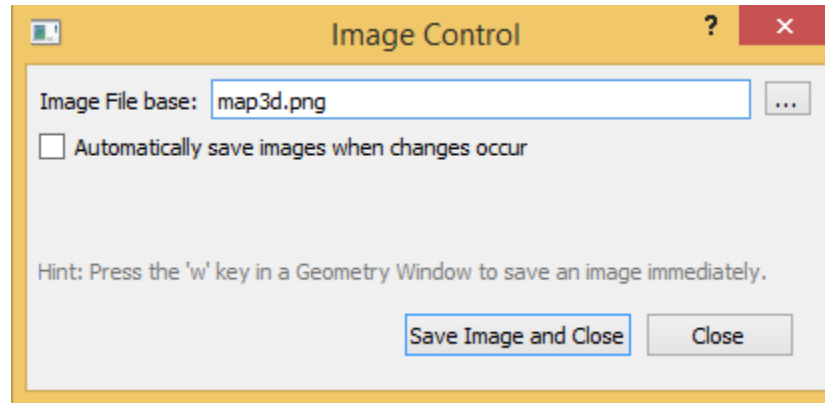 Image Control
?
×
Image File base: map3d.png ...
Automatically save images when changes occur
Hint: Press the 'w' key in a Geometry Window to save an image immediately.
Save Image and Close Close